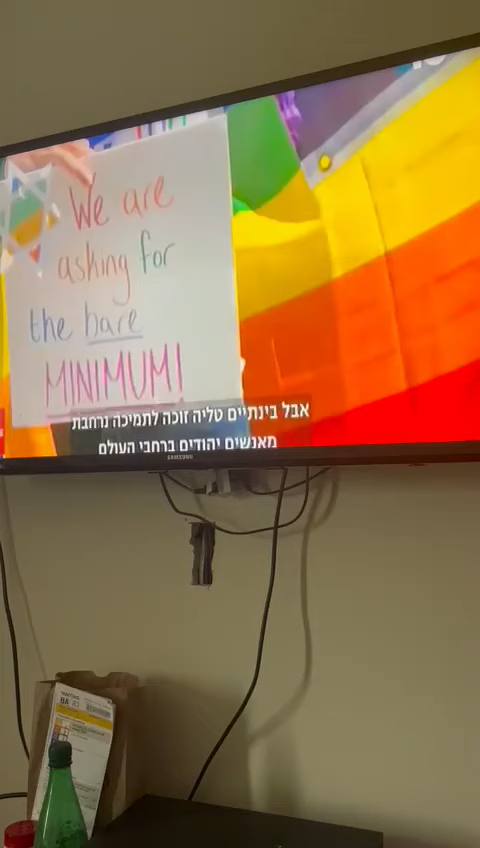 We are
asking for
the bare
MINIMUM!
אבל בינתיים טליה זוכה לתמיכה נרחבת
מאנשים יהודים ברחבי העולם
SAMSUNG